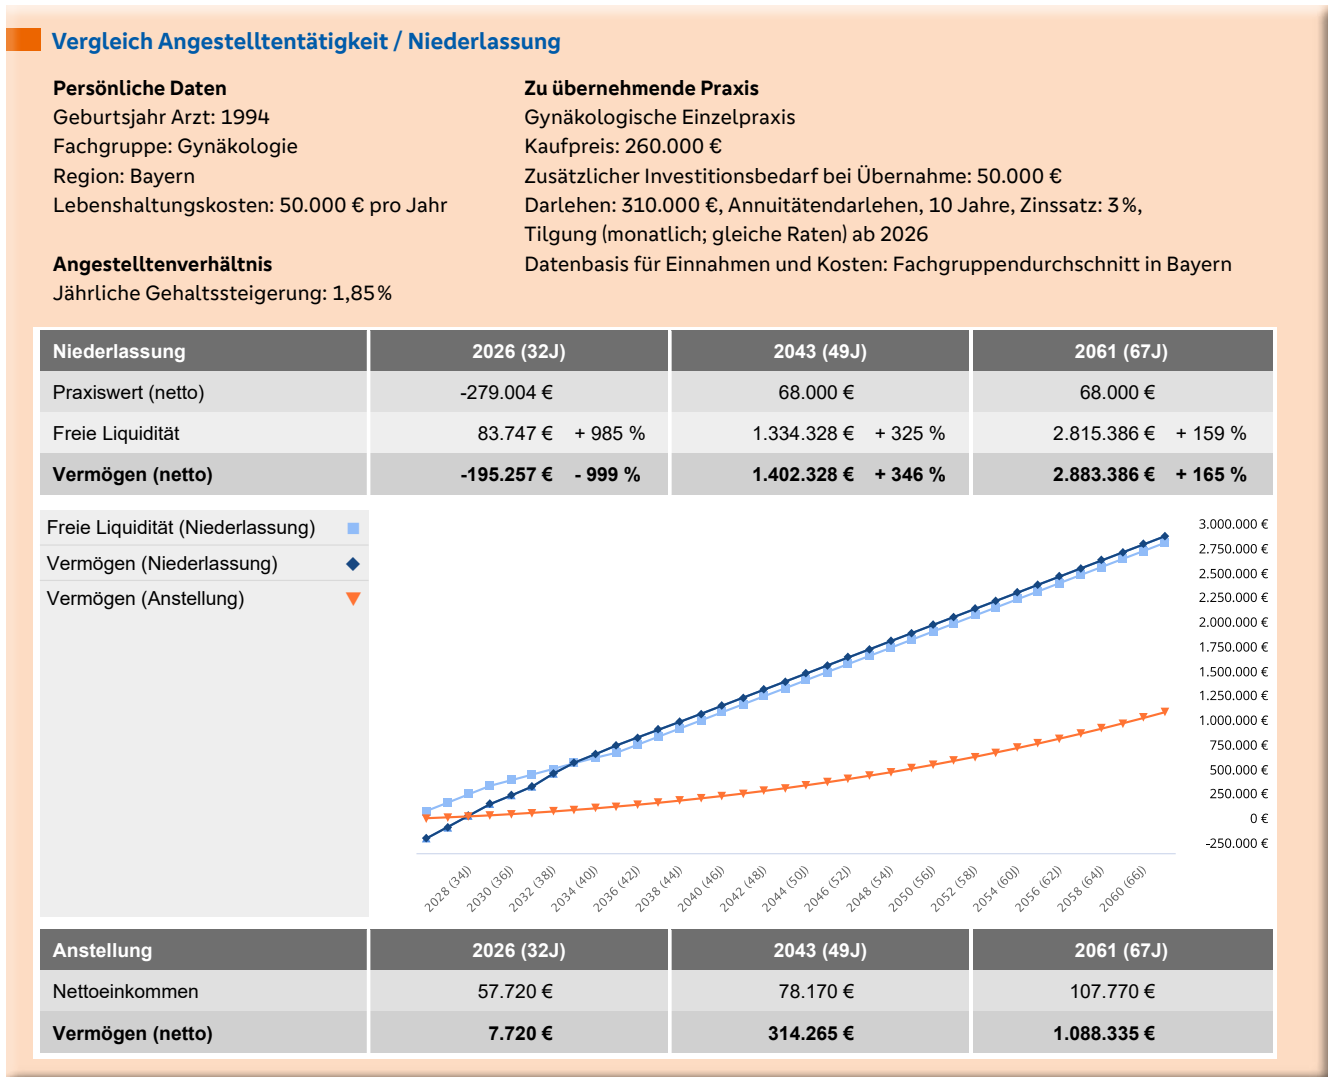 Vergleich Angestelltentätigkeit / Niederlassung
Persönliche Daten
Geburtsjahr Arzt: 1994
Fachgruppe: Gynäkologie
Region: Bayern
Lebenshaltungskosten: 50.000 € pro Jahr
Angestelltenverhältnis
Jährliche Gehaltssteigerung: 1,85 %
Zu übernehmende Praxis
Gynäkologische Einzelpraxis
Kaufpreis: 260.000 €
Zusätzlicher Investitionsbedarf bei Übernahme: 50.000 €
Darlehen: 310.000 €, Annuitätendarlehen, 10 Jahre, Zinssatz: 3 %,
Tilgung (monatlich; gleiche Raten) ab 2026
Datenbasis für Einnahmen und Kosten: Fachgruppendurchschnitt in Bayern
Niederlassung 2026 (32J) 2043 (49J) 2061 (67J)
Praxiswert (netto) -279.004 € 68.000 € 68.000 €
Freie Liquidität 83.747 € + 985 % 1.334.328 € + 325 % 2.815.386 € + 159 %
Vermögen (netto) -195.257 € - 999 % 1.402.328 € + 346 % 2.883.386 € + 165 %
Freie Liquidität (Niederlassung)
Vermögen (Niederlassung)
Vermögen (Anstellung)
3.000.000 €
2.750.000 €
2.500.000 €
2.250.000 €
2.000.000 €
1.750.000 €
1.500.000 €
1.250.000 €
1.000.000 €
750.000 €
500.000 €
250.000 €
0 €
-250.000 €
2028 (34J)
2030 (36J)
2032 (38J)
2034 (40J)
2036 (42J)
2038 (44J)
2040 (46J)
2042 (48J)
2044 (50J)
2046 (52J)
2048 (54J)
2050 (56J)
2052 (58J)
2054 (60J)
2056 (62J)
2058 (64J)
2060 (66J)
Anstellung 2026 (32J) 2043 (49J) 2061 (67J)
Nettoeinkommen 57.720 € 78.170 € 107.770 €
Vermögen (netto) 7.720 € 314.265 € 1.088.335 €